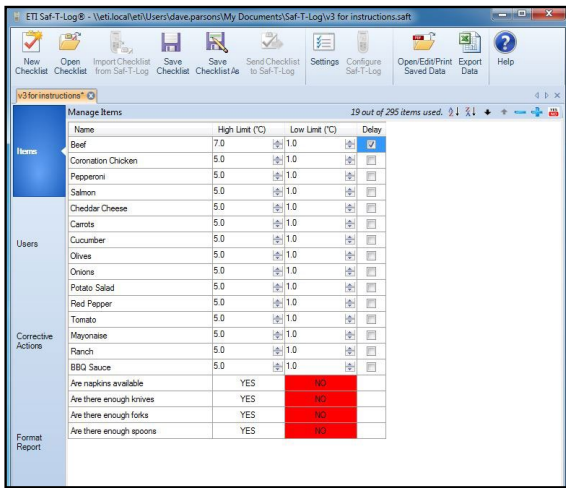 ETI Saf-T-Log® - \\eti.local\eti\Users\dave.parsons\My Documents\Saf-T-Log\v3 for instructions.saft
New Checklist
Open Checklist
Import Checklist from Saf-T-Log
Save Checklist
Save Checklist As
Send Checklist to Saf-T-Log
Settings
Configure Saf-T-Log
Open/Edit/Print Saved Data
Export Data
Help
v3 for instructions*
Manage Items 19 out of 295 items used.
Items
Users
Corrective Actions
Format Report
Name High Limit (°C) Low Limit (°C) Delay
Beef 7.0 1.0
Coronation Chicken 5.0 1.0
Pepperoni 5.0 1.0
Salmon 5.0 1.0
Cheddar Cheese 5.0 1.0
Carrots 5.0 1.0
Cucumber 5.0 1.0
Olives 5.0 1.0
Onions 5.0 1.0
Potato Salad 5.0 1.0
Red Pepper 5.0 1.0
Tomato 5.0 1.0
Mayonaise 5.0 1.0
Ranch 5.0 1.0
BBQ Sauce 5.0 1.0
Are napkins available YES NO
Are there enough knives YES NO
Are there enough forks YES NO
Are there enough spoons YES NO